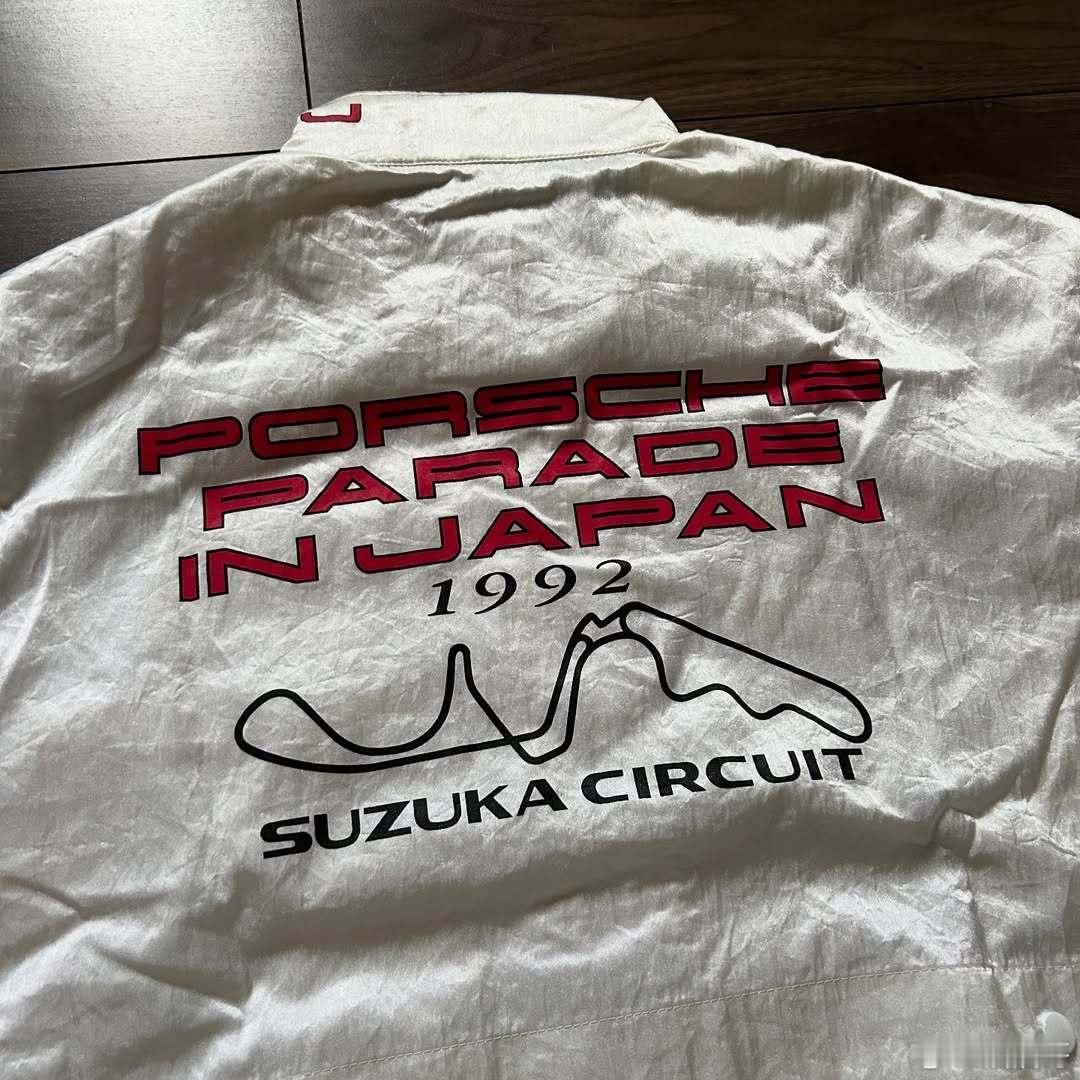 PORSCHE
PARADE
IN JAPAN
1992
SUZUKA CIRCUIT